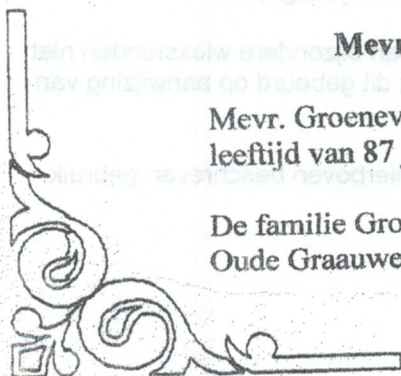 Mevr
Mevr. Groenev
leeftijd van 87
De familie Gro
Oude Graauwe